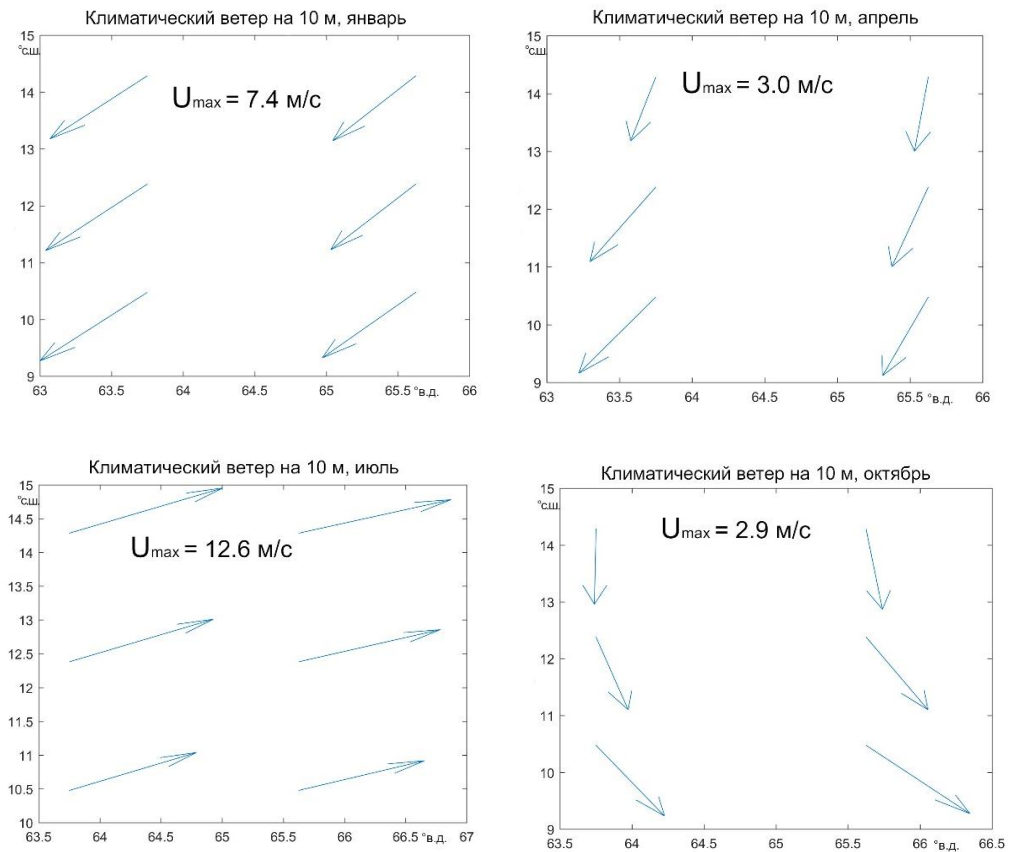 Климатический ветер на 10 м, январь
15
°с.ш.
14
13
12
11
10
9
Umax = 7.4 м/с
63 63.5 64 64.5 65 65.5 °в.д. 66
Климатический ветер на 10 м, апрель
15
°с.ш.
14
13
12
11
10
9
Umax = 3.0 м/с
63 63.5 64 64.5 65 65.5 °в.д. 66
Климатический ветер на 10 м, июль
15
°с.ш.
14.5
14
13.5
13
12.5
12
11.5
11
10.5
10
Umax = 12.6 м/с
63.5 64 64.5 65 65.5 66 66.5 °в.д. 67
Климатический ветер на 10 м, октябрь
15
°с.ш.
14
13
12
11
10
9
Umax = 2.9 м/с
63.5 64 64.5 65 65.5 66 °в.д. 66.5